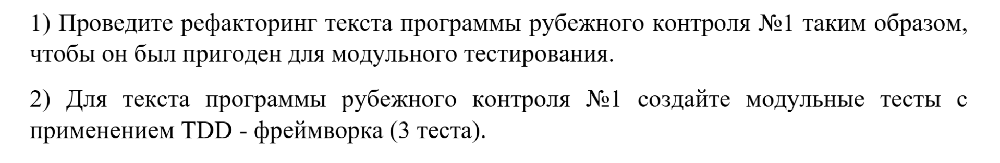 1) Проведите рефакторинг текста программы рубежного контроля №1 таким образом,
чтобы он был пригоден для модульного тестирования.
2) Для текста программы рубежного контроля №1 создайте модульные тесты с
применением TDD - фреймворка (3 теста).